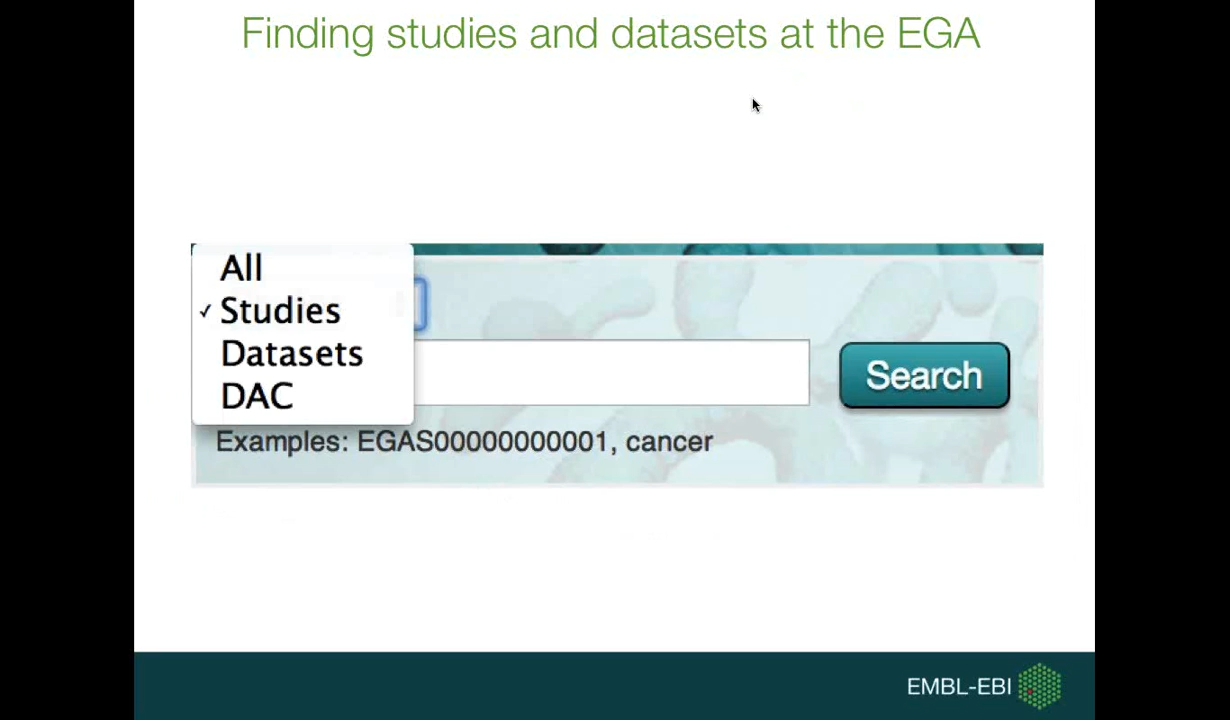 Finding studies and datasets at the EGA
All
✓ Studies
Datasets
DAC
Search
Examples: EGAS00000000001, cancer
EMBL-EBI